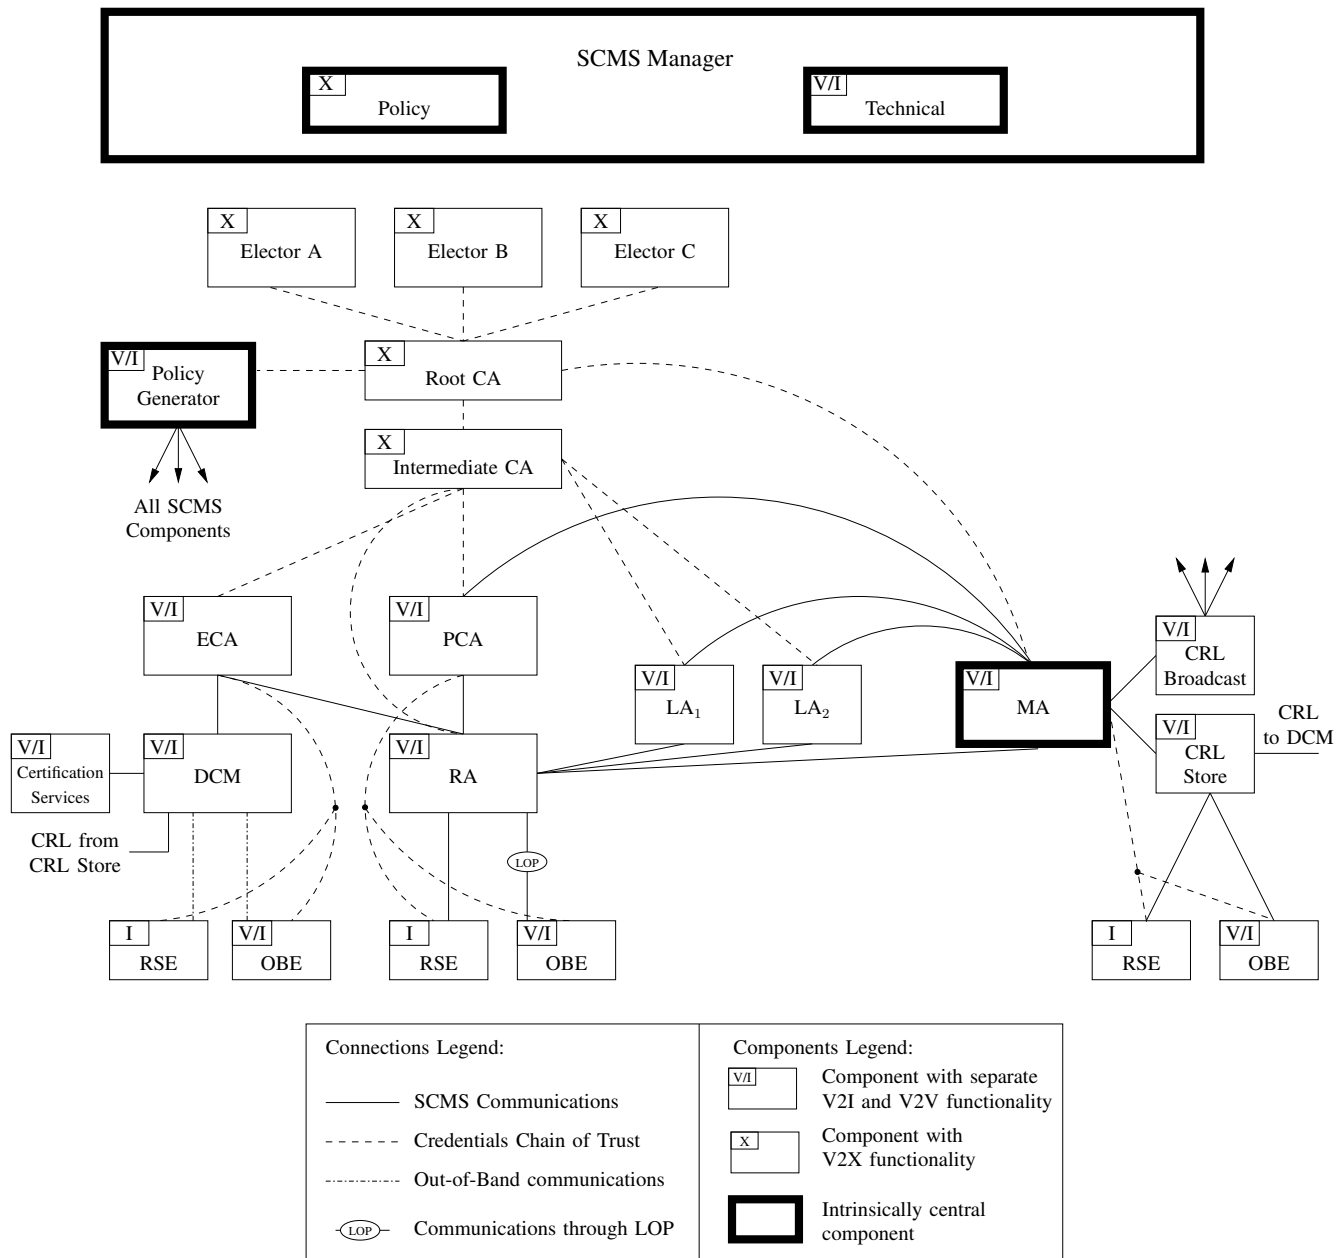 SCMS Manager
X
Policy
V/I
Technical
X
Elector A
X
Elector B
X
Elector C
V/I
Policy
Generator
X
Root CA
X
Intermediate CA
All SCMS
Components
V/I
ECA
V/I
PCA
V/I
LA1
V/I
LA2
V/I
MA
V/I
CRL
Broadcast
V/I
CRL
Store
CRL
to DCM
V/I
Certification
Services
V/I
DCM
V/I
RA
CRL from
CRL Store
LOP
I
RSE
V/I
OBE
I
RSE
V/I
OBE
I
RSE
V/I
OBE
Connections Legend:
SCMS Communications
Credentials Chain of Trust
Out-of-Band communications
LOP
Communications through LOP
Components Legend:
V/I
Component with separate
V2I and V2V functionality
X
Component with
V2X functionality
Intrinsically central
component